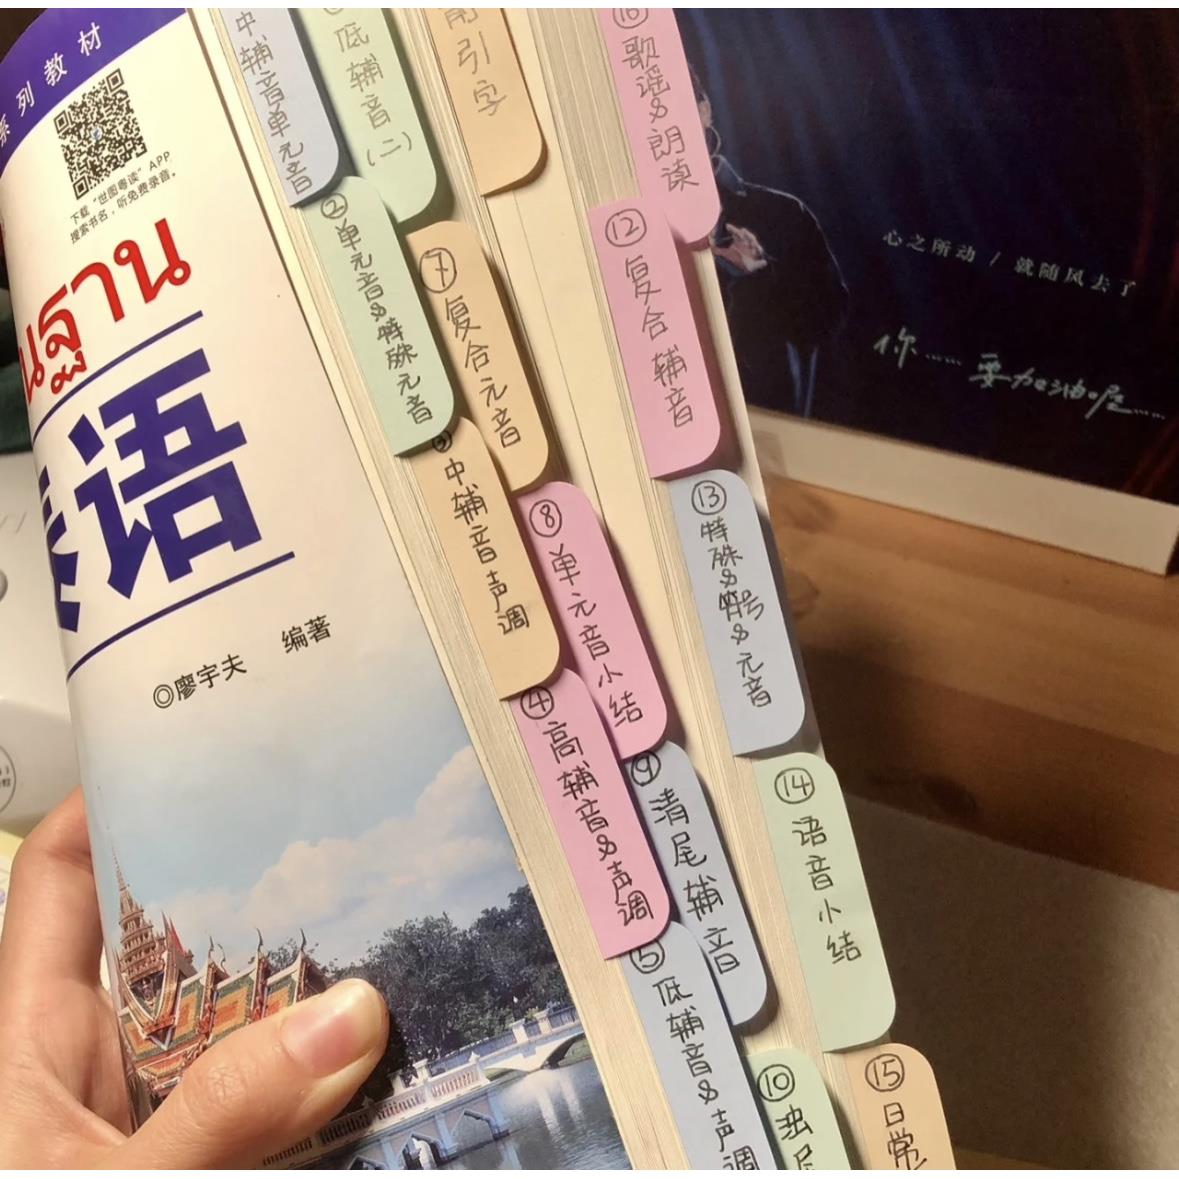 系列教材
下载“世图粤读”APP
搜索书名,听免费录音。
นฐาน
语
◎廖宇夫 编著
中辅音单元音
②单元音&特殊元音
③中辅音声调
④高辅音&声调
⑤低辅音&声调
低辅音(二)
⑦复合元音
⑧单元音小结
⑨清尾辅音
⑩
引字
⑫复合辅音
⑬特殊&符号&元音
⑭语音小结
⑮日常
⑯歌谣&朗读
心之所动 / 就随风去了
你……要加油喔……